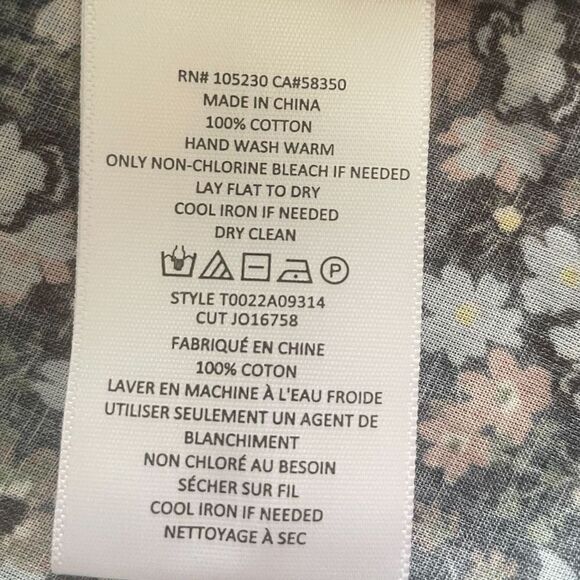 RN# 105230 CA#58350
MADE IN CHINA
100% COTTON
HAND WASH WARM
ONLY NON-CHLORINE BLEACH IF NEEDED
LAY FLAT TO DRY
COOL IRON IF NEEDED
DRY CLEAN
P
STYLE T0022A09314
CUT JO16758
FABRIQUÉ EN CHINE
100% COTON
LAVER EN MACHINE À L'EAU FROIDE
UTILISER SEULEMENT UN AGENT DE
BLANCHIMENT
NON CHLORÉ AU BESOIN
SÉCHER SUR FIL
COOL IRON IF NEEDED
NETTOYAGE À SEC